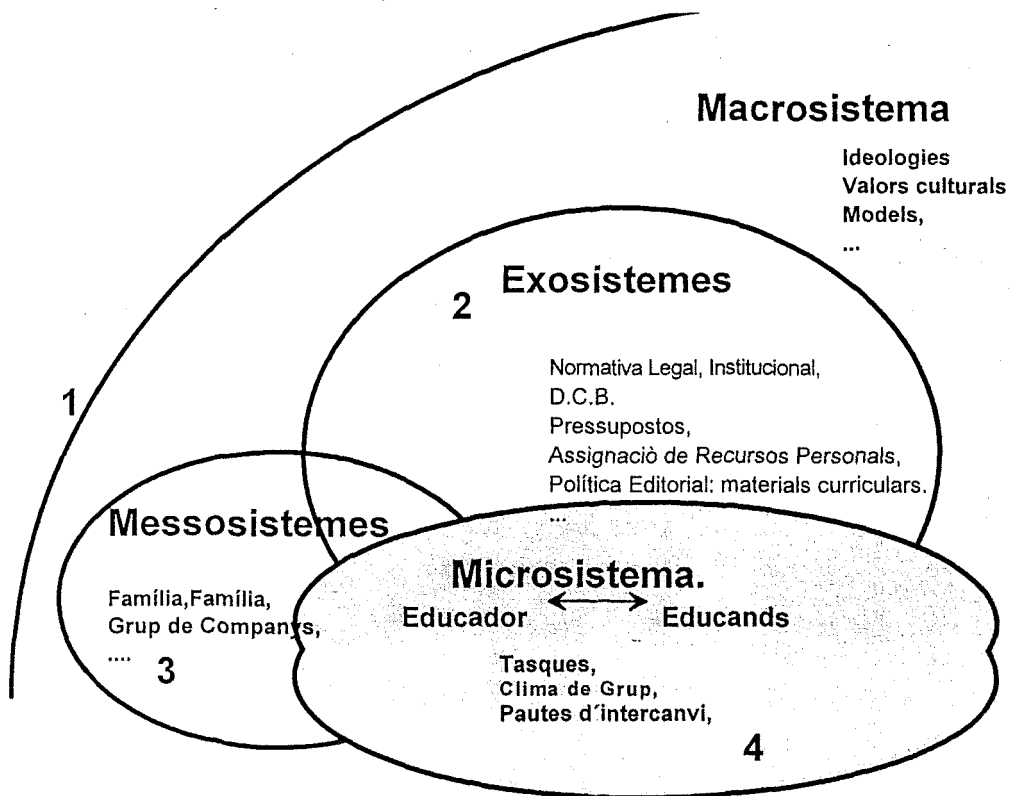 Macrosistema
Ideologies
Valors culturals
Models,
...
Exosistemes
2
Normativa Legal, Institucional,
D.C.B.
Pressupostos,
Assignaciò de Recursos Personals,
Política Editorial: materials curriculars.
...
1
Messosistemes
Família,Família,
Grup de Companys,
....
3
Microsistema.
Educador
Educands
Tasques,
Clima de Grup,
Pautes d´intercanvi,
4